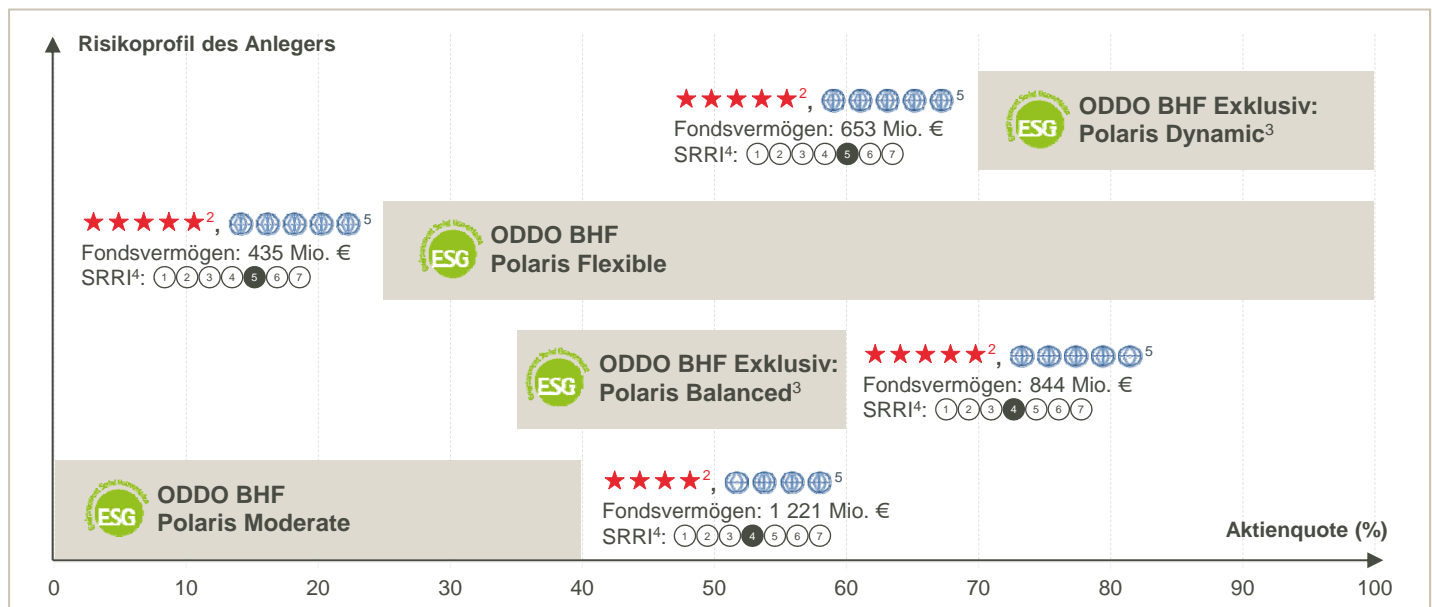 Risikoprofil des Anlegers
★★★★★², 5
Fondsvermögen: 653 Mio. €
SRRI⁴: 1 2 3 4 5 6 7
ESG
ODDO BHF Exklusiv:
Polaris Dynamic³
★★★★★², 5
Fondsvermögen: 435 Mio. €
SRRI⁴: 1 2 3 4 5 6 7
ESG
ODDO BHF
Polaris Flexible
ESG
ODDO BHF Exklusiv:
Polaris Balanced³
★★★★★², 5
Fondsvermögen: 844 Mio. €
SRRI⁴: 1 2 3 4 5 6 7
ESG
ODDO BHF
Polaris Moderate
★★★★², 5
Fondsvermögen: 1 221 Mio. €
SRRI⁴: 1 2 3 4 5 6 7
Aktienquote (%)
0 10 20 30 40 50 60 70 80 90 100